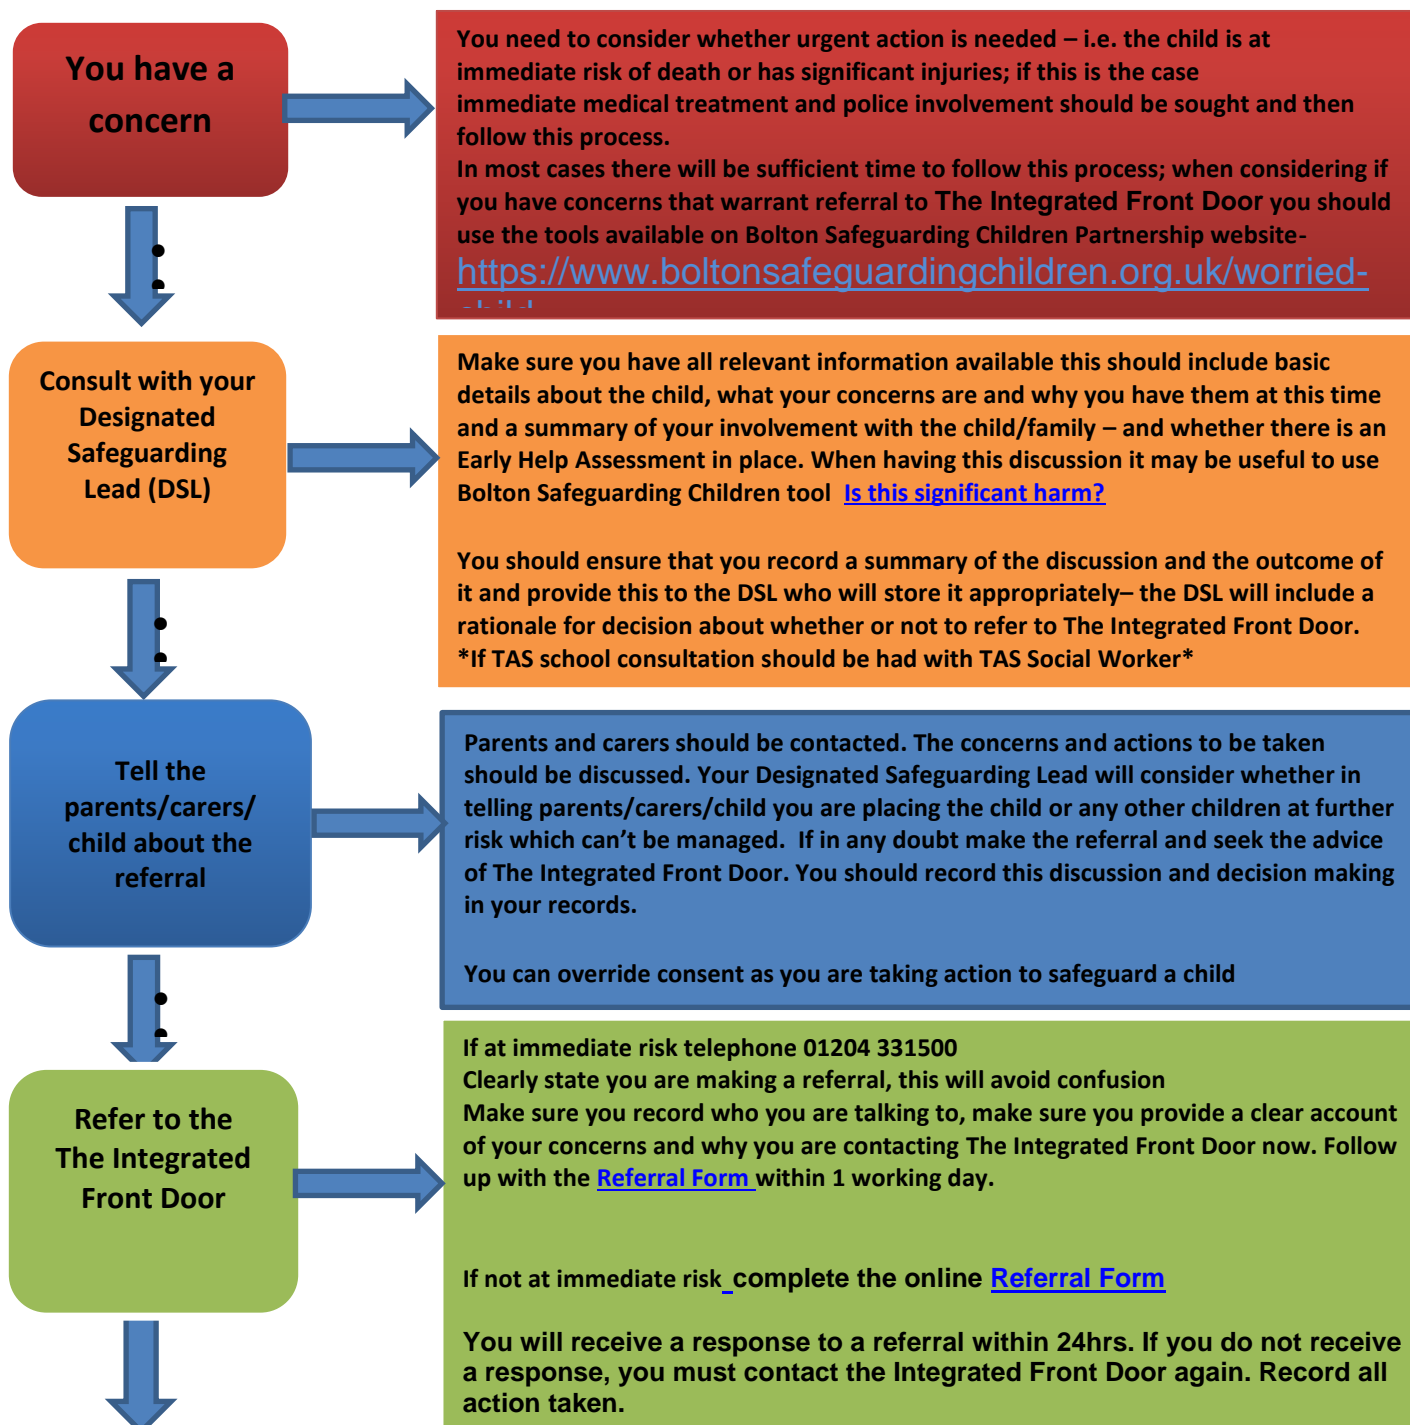 You have a
concern
You need to consider whether urgent action is needed – i.e. the child is at
immediate risk of death or has significant injuries; if this is the case
immediate medical treatment and police involvement should be sought and then
follow this process.
In most cases there will be sufficient time to follow this process; when considering if
you have concerns that warrant referral to The Integrated Front Door you should
use the tools available on Bolton Safeguarding Children Partnership website-
https://www.boltonsafeguardingchildren.org.uk/worried-
Consult with your
Designated
Safeguarding
Lead (DSL)
Make sure you have all relevant information available this should include basic
details about the child, what your concerns are and why you have them at this time
and a summary of your involvement with the child/family – and whether there is an
Early Help Assessment in place. When having this discussion it may be useful to use
Bolton Safeguarding Children tool Is this significant harm?
You should ensure that you record a summary of the discussion and the outcome of
it and provide this to the DSL who will store it appropriately– the DSL will include a
rationale for decision about whether or not to refer to The Integrated Front Door.
*If TAS school consultation should be had with TAS Social Worker*
Tell the
parents/carers/
child about the
referral
Parents and carers should be contacted. The concerns and actions to be taken
should be discussed. Your Designated Safeguarding Lead will consider whether in
telling parents/carers/child you are placing the child or any other children at further
risk which can’t be managed. If in any doubt make the referral and seek the advice
of The Integrated Front Door. You should record this discussion and decision making
in your records.
You can override consent as you are taking action to safeguard a child
Refer to the
The Integrated
Front Door
If at immediate risk telephone 01204 331500
Clearly state you are making a referral, this will avoid confusion
Make sure you record who you are talking to, make sure you provide a clear account
of your concerns and why you are contacting The Integrated Front Door now. Follow
up with the Referral Form within 1 working day.
If not at immediate risk complete the online Referral Form
You will receive a response to a referral within 24hrs. If you do not receive
a response, you must contact the Integrated Front Door again. Record all
action taken.